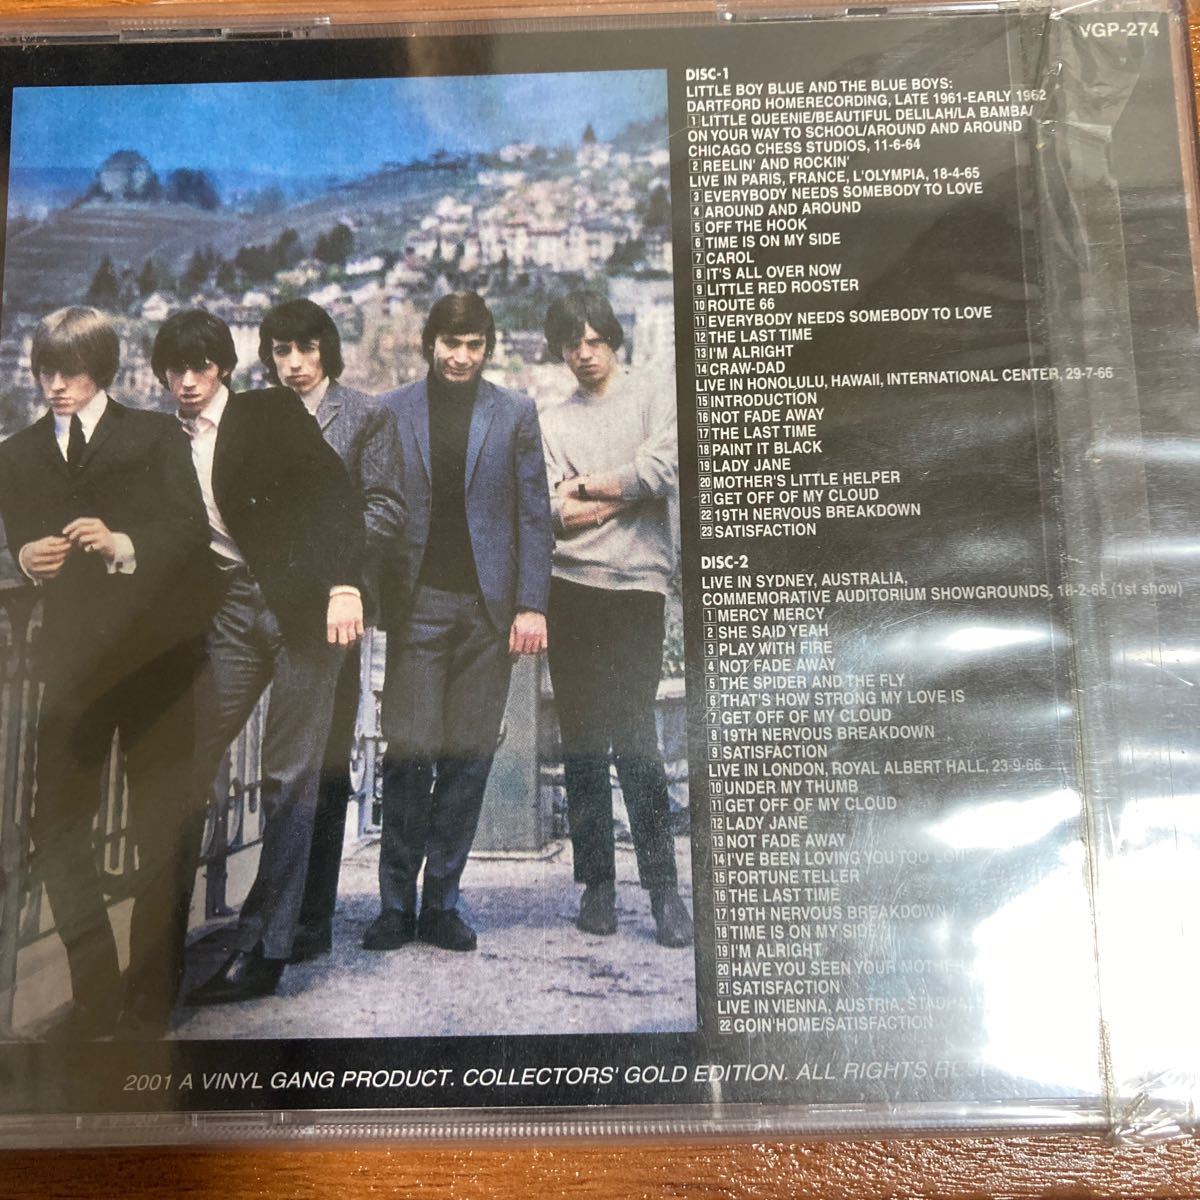 VGP-274
DISC-1
LITTLE BOY BLUE AND THE BLUE BOYS:
DARTFORD HOMERECORDING, LATE 1961-EARLY 1962
1 LITTLE QUEENIE/BEAUTIFUL DELILAH/LA BAMBA/
ON YOUR WAY TO SCHOOL/AROUND AND AROUND
CHICAGO CHESS STUDIOS, 11-6-64
2 REELIN' AND ROCKIN'
LIVE IN PARIS, FRANCE, L'OLYMPIA, 18-4-65
3 EVERYBODY NEEDS SOMEBODY TO LOVE
4 AROUND AND AROUND
5 OFF THE HOOK
6 TIME IS ON MY SIDE
7 CAROL
8 IT'S ALL OVER NOW
9 LITTLE RED ROOSTER
10 ROUTE 66
11 EVERYBODY NEEDS SOMEBODY TO LOVE
12 THE LAST TIME
13 I'M ALRIGHT
14 CRAW-DAD
LIVE IN HONOLULU, HAWAII, INTERNATIONAL CENTER, 29-7-66
15 INTRODUCTION
16 NOT FADE AWAY
17 THE LAST TIME
18 PAINT IT BLACK
19 LADY JANE
20 MOTHER'S LITTLE HELPER
21 GET OFF OF MY CLOUD
22 19TH NERVOUS BREAKDOWN
23 SATISFACTION
DISC-2
LIVE IN SYDNEY, AUSTRALIA,
COMMEMORATIVE AUDITORIUM SHOWGROUNDS, 18-2-66 (1st show)
1 MERCY MERCY
2 SHE SAID YEAH
3 PLAY WITH FIRE
4 NOT FADE AWAY
5 THE SPIDER AND THE FLY
6 THAT'S HOW STRONG MY LOVE IS
7 GET OFF OF MY CLOUD
8 19TH NERVOUS BREAKDOWN
9 SATISFACTION
LIVE IN LONDON, ROYAL ALBERT HALL, 23-9-66
10 UNDER MY THUMB
11 GET OFF OF MY CLOUD
12 LADY JANE
13 NOT FADE AWAY
14 I'VE BEEN LOVING YOU TOO
15 FORTUNE TELLER
16 THE LAST TIME
17 19TH NERVOUS BREAKDOWN
18 TIME IS ON MY SIDE
19 I'M ALRIGHT
20 HAVE YOU SEEN YOUR
21 SATISFACTION
LIVE IN VIENNA, AUSTRIA,
22 GOIN'HOME/SATISFACTION
2001 A VINYL GANG PRODUCT. COLLECTORS' GOLD EDITION. ALL RIGHTS